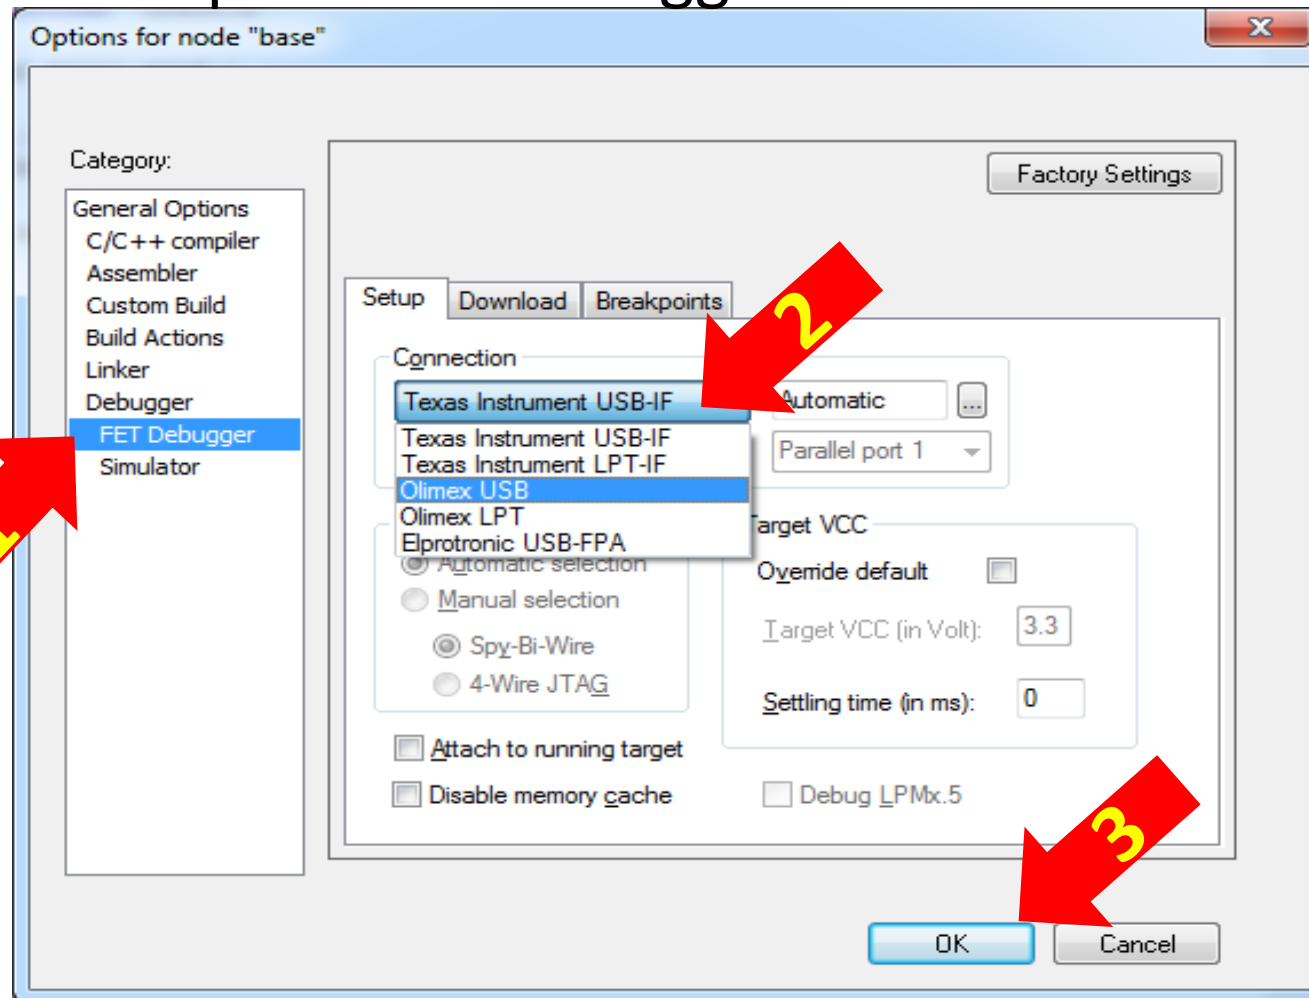 Options for node "base"
x
Category:
Factory Settings
General Options
C/C++ compiler
Assembler
Custom Build
Build Actions
Linker
Debugger
FET Debugger
Simulator
Setup Download Breakpoints
2
Connection
Texas Instrument USB-IF
Automatic ...
Texas Instrument USB-IF
Texas Instrument LPT-IF
Olimex USB
Olimex LPT
Elprotronic USB-FPA
Parallel port 1
Automatic selection
Manual selection
Spy-Bi-Wire
4-Wire JTAG
Target VCC
Override default
Target VCC (in Volt): 3.3
Settling time (in ms): 0
Attach to running target
Disable memory cache
Debug LPMx.5
3
OK Cancel